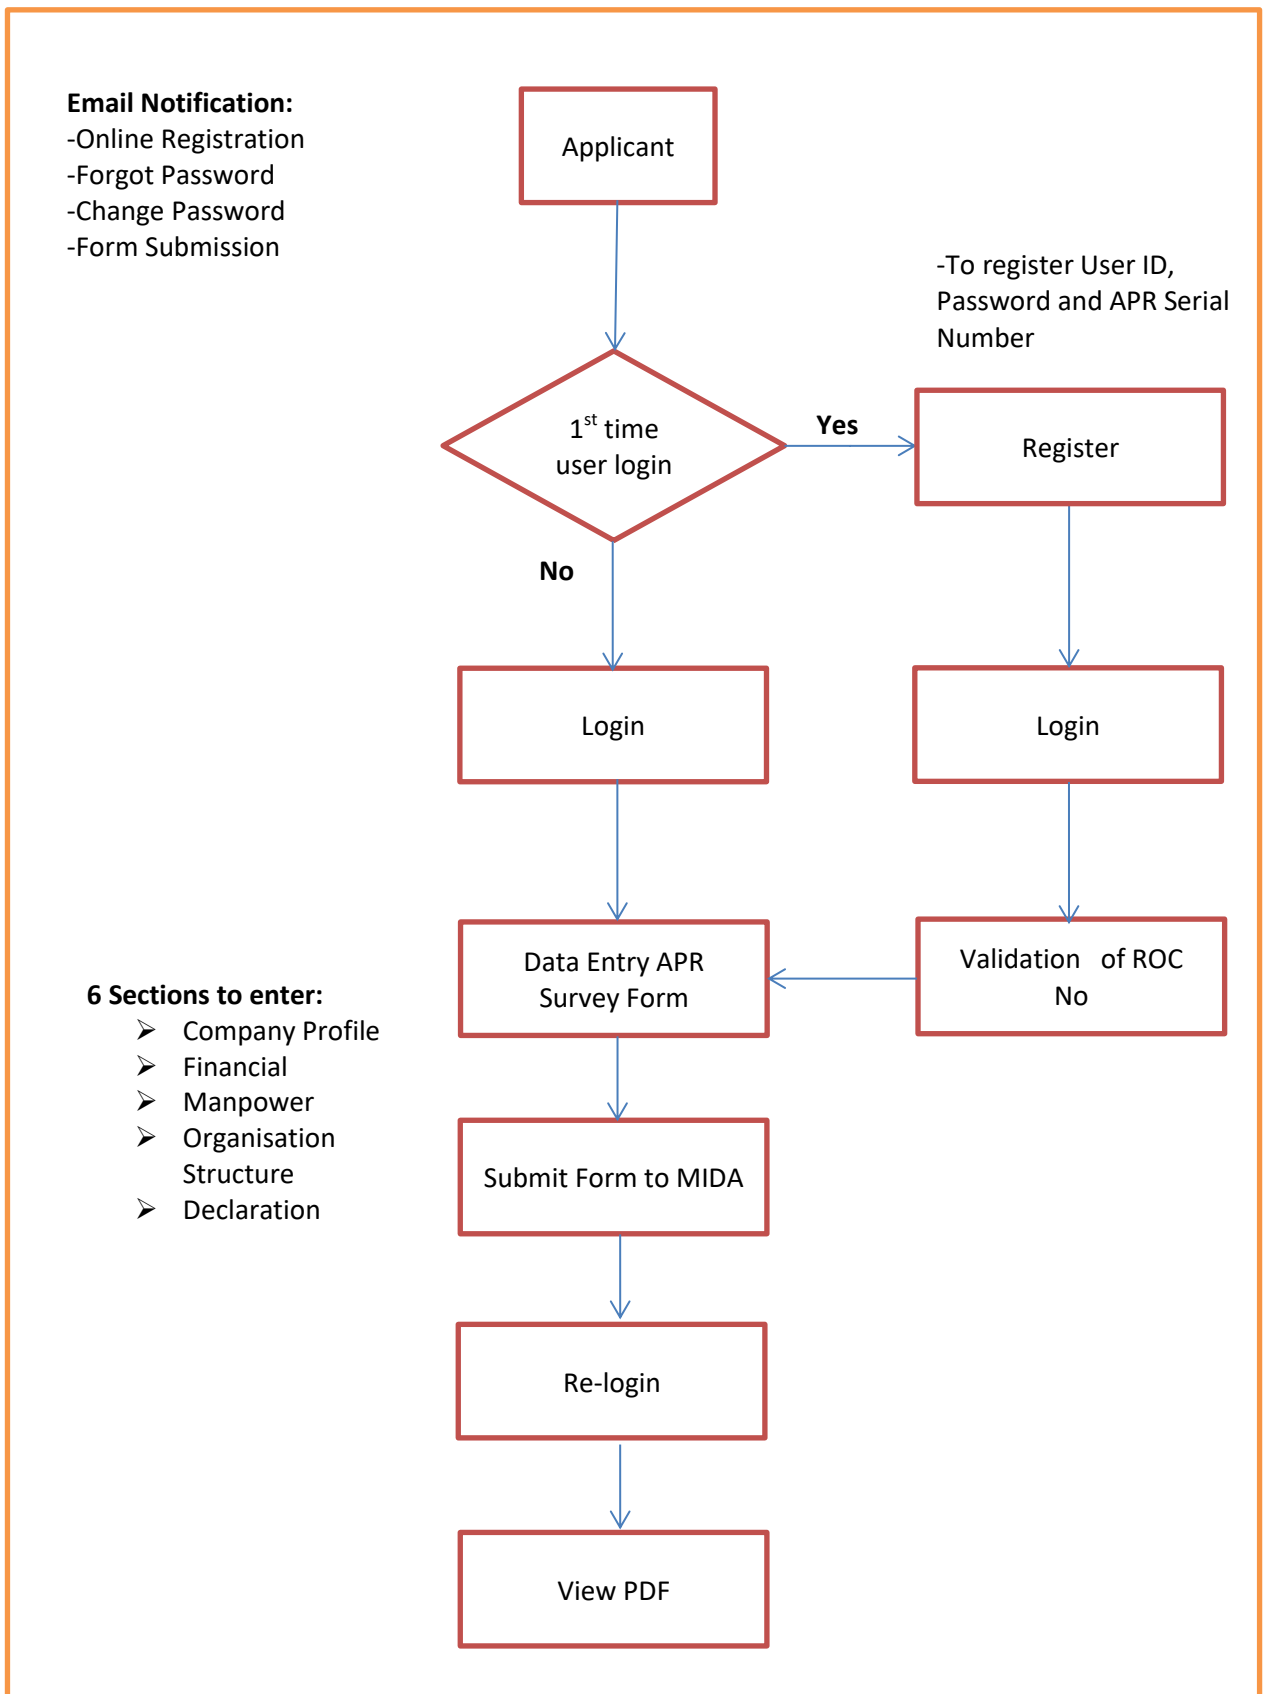 Email Notification:
-Online Registration
-Forgot Password
-Change Password
-Form Submission
Applicant
-To register User ID,
Password and APR Serial
Number
1st time
user login
Yes
Register
No
Login
Login
Data Entry APR
Survey Form
Validation of ROC
No
6 Sections to enter:
➢ Company Profile
➢ Financial
➢ Manpower
➢ Organisation
Structure
➢ Declaration
Submit Form to MIDA
Re-login
View PDF